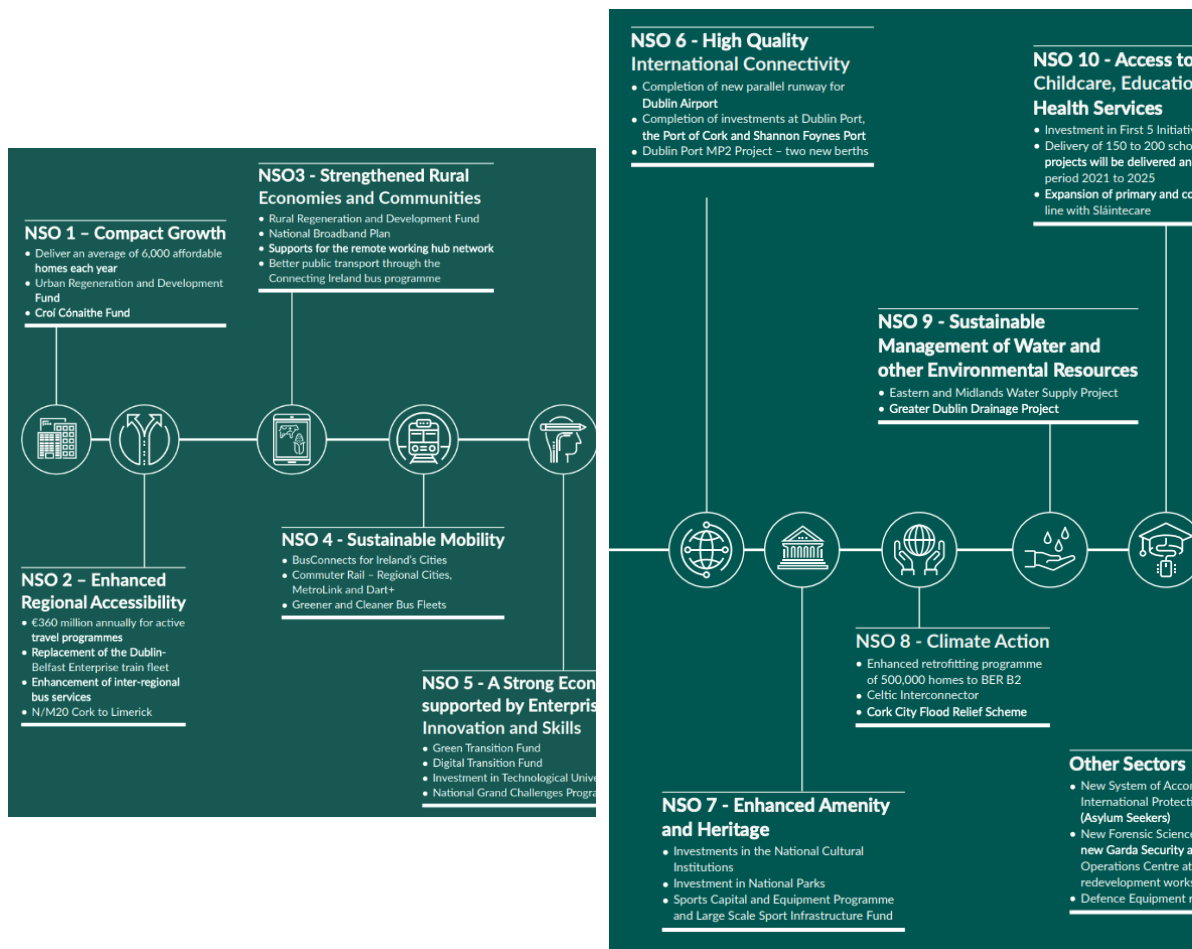 NSO 1 – Compact Growth
• Deliver an average of 6,000 affordable
homes each year
• Urban Regeneration and Development
Fund
• Croí Cónaithe Fund
NSO3 - Strengthened Rural
Economies and Communities
• Rural Regeneration and Development Fund
• National Broadband Plan
• Supports for the remote working hub network
• Better public transport through the
Connecting Ireland bus programme
NSO 2 – Enhanced
Regional Accessibility
• €360 million annually for active
travel programmes
• Replacement of the Dublin-
Belfast Enterprise train fleet
• Enhancement of inter-regional
bus services
• N/M20 Cork to Limerick
NSO 4 - Sustainable Mobility
• BusConnects for Ireland's Cities
• Commuter Rail – Regional Cities,
MetroLink and Dart+
• Greener and Cleaner Bus Fleets
NSO 5 - A Strong Econ
supported by Enterpris
Innovation and Skills
• Green Transition Fund
• Digital Transition Fund
• Investment in Technological Unive
• National Grand Challenges Progra
NSO 6 - High Quality
International Connectivity
• Completion of new parallel runway for
Dublin Airport
• Completion of investments at Dublin Port,
the Port of Cork and Shannon Foynes Port
• Dublin Port MP2 Project – two new berths
NSO 10 - Access to
Childcare, Educatio
Health Services
• Investment in First 5 Initiativ
• Delivery of 150 to 200 scho
projects will be delivered an
period 2021 to 2025
• Expansion of primary and co
line with Sláintecare
NSO 9 - Sustainable
Management of Water and
other Environmental Resources
• Eastern and Midlands Water Supply Project
• Greater Dublin Drainage Project
NSO 8 - Climate Action
• Enhanced retrofitting programme
of 500,000 homes to BER B2
• Celtic Interconnector
• Cork City Flood Relief Scheme
NSO 7 - Enhanced Amenity
and Heritage
• Investments in the National Cultural
Institutions
• Investment in National Parks
• Sports Capital and Equipment Programme
and Large Scale Sport Infrastructure Fund
Other Sectors
• New System of Accom
International Protecti
(Asylum Seekers)
• New Forensic Science
new Garda Security a
Operations Centre at
redevelopment works
• Defence Equipment